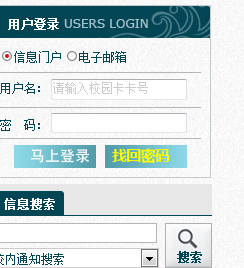 用户登录 USERS LOGIN
信息门户 电子邮箱
用户名: 请输入校园卡卡号
密 码:
马上登录 找回密码
信息搜索
校内通知搜索
搜索